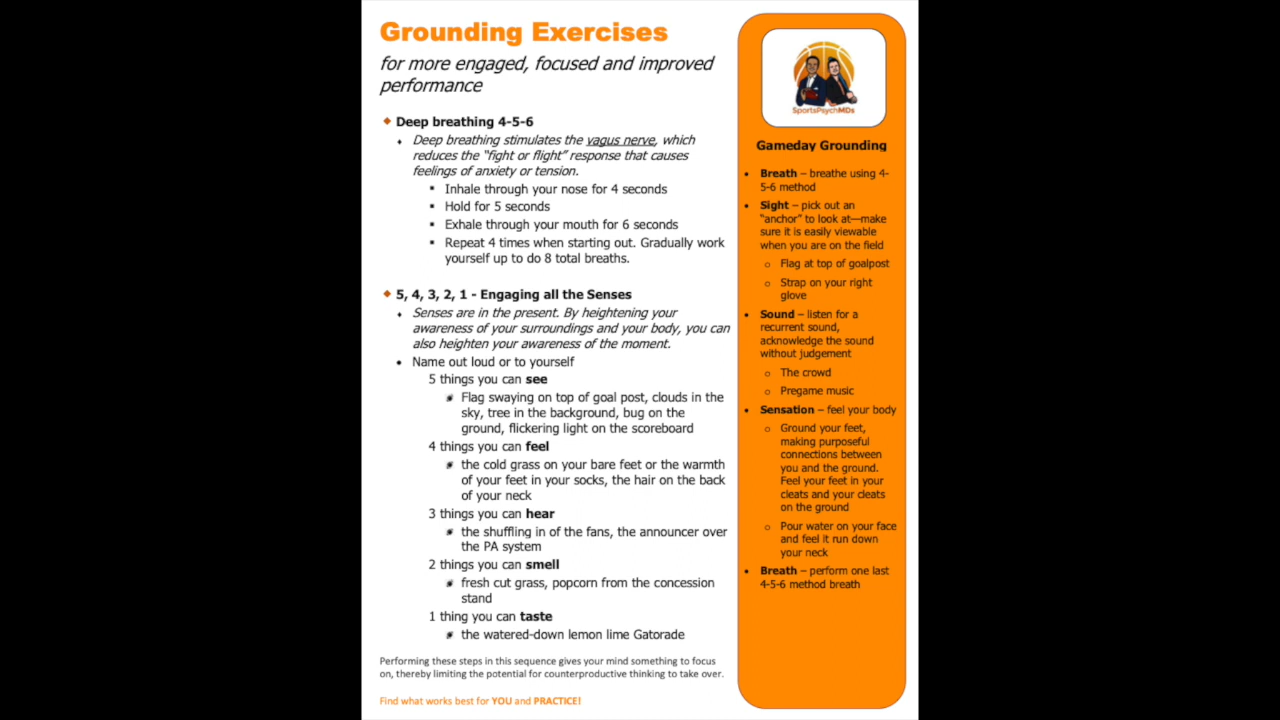 Grounding Exercises
for more engaged, focused and improved
performance
Deep breathing 4-5-6
Deep breathing stimulates the vagus nerve, which
reduces the "fight or flight" response that causes
feelings of anxiety or tension.
Inhale through your nose for 4 seconds
Hold for 5 seconds
Exhale through your mouth for 6 seconds
Repeat 4 times when starting out. Gradually work
yourself up to do 8 total breaths.
5, 4, 3, 2, 1 - Engaging all the Senses
Senses are in the present. By heightening your
awareness of your surroundings and your body, you can
also heighten your awareness of the moment.
Name out loud or to yourself
5 things you can see
Flag swaying on top of goal post, clouds in the
sky, tree in the background, bug on the
ground, flickering light on the scoreboard
4 things you can feel
the cold grass on your bare feet or the warmth
of your feet in your socks, the hair on the back
of your neck
3 things you can hear
the shuffling in of the fans, the announcer over
the PA system
2 things you can smell
fresh cut grass, popcorn from the concession
stand
1 thing you can taste
the watered-down lemon lime Gatorade
Performing these steps in this sequence gives your mind something to focus
on, thereby limiting the potential for counterproductive thinking to take over.
Find what works best for YOU and PRACTICE!
SportsPsychMDs
Gameday Grounding
Breath – breathe using 4-
5-6 method
Sight – pick out an
"anchor" to look at—make
sure it is easily viewable
when you are on the field
Flag at top of goalpost
Strap on your right
glove
Sound – listen for a
recurrent sound,
acknowledge the sound
without judgement
The crowd
Pregame music
Sensation – feel your body
Ground your feet,
making purposeful
connections between
you and the ground.
Feel your feet in your
cleats and your cleats
on the ground
Pour water on your face
and feel it run down
your neck
Breath – perform one last
4-5-6 method breath